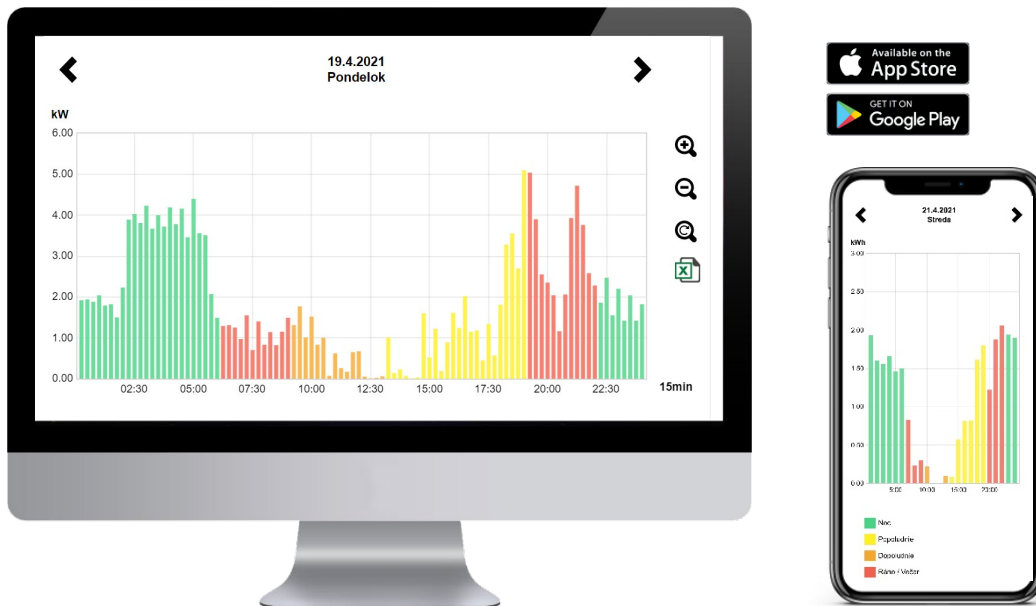 19.4.2021
Pondelok
kW
6.00
5.00
4.00
3.00
2.00
1.00
0.00
02:30 05:00 07:30 10:00 12:30 15:00 17:30 20:00 22:30
15min
Available on the
App Store
GET IT ON
Google Play
21.4.2021
Streda
kWh
3.00
2.50
2.00
1.50
1.00
0.50
0.00
5:00 10:00 15:00 20:00
Noc
Popoludnie
Dopoludnie
Ráno / Večer